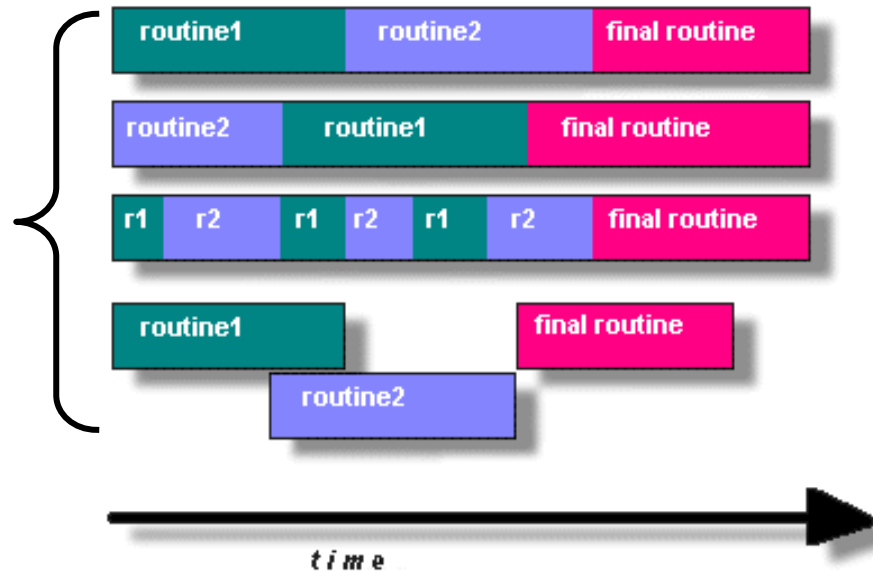 routine1 routine2 final routine
routine2 routine1 final routine
r1 r2 r1 r2 r1 r2 final routine
routine1 final routine
routine2
time